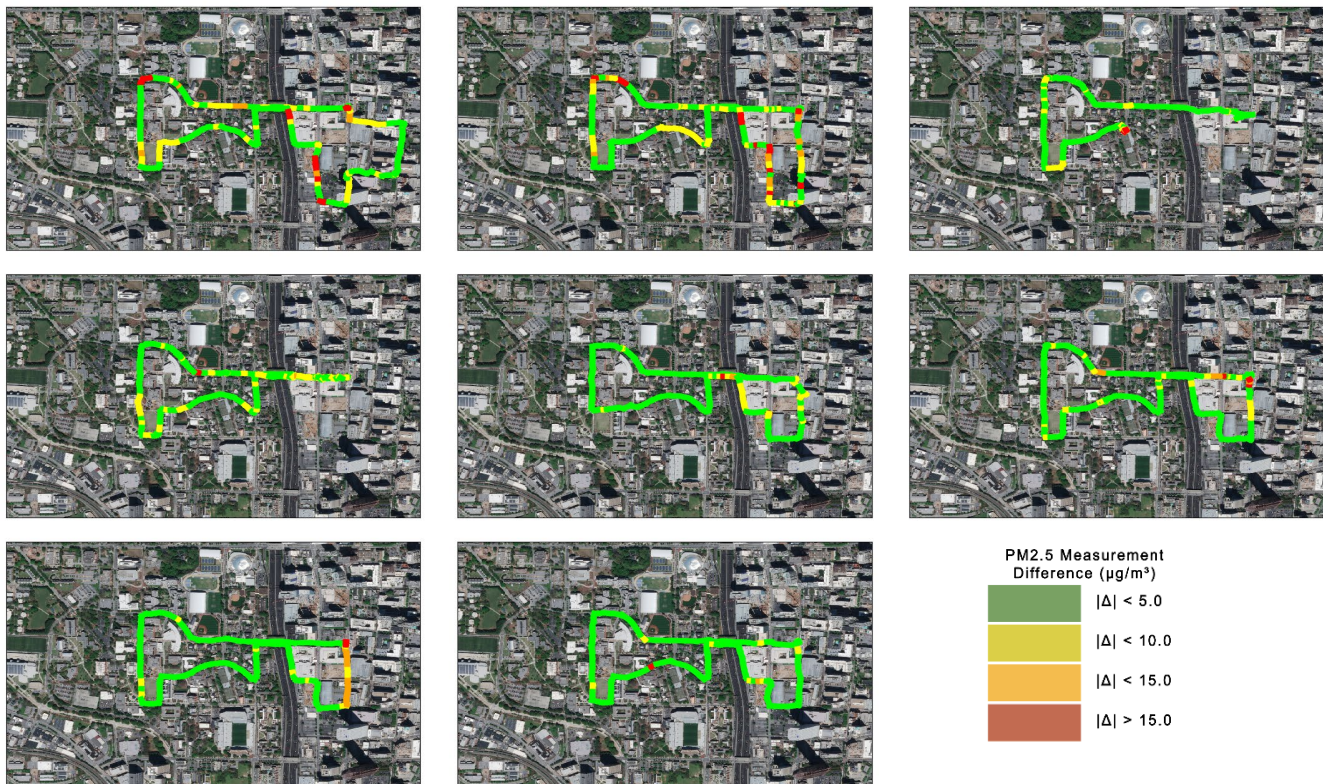 PM2.5 Measurement
Difference (µg/m³)
|Δ| < 5.0
|Δ| < 10.0
|Δ| < 15.0
|Δ| > 15.0